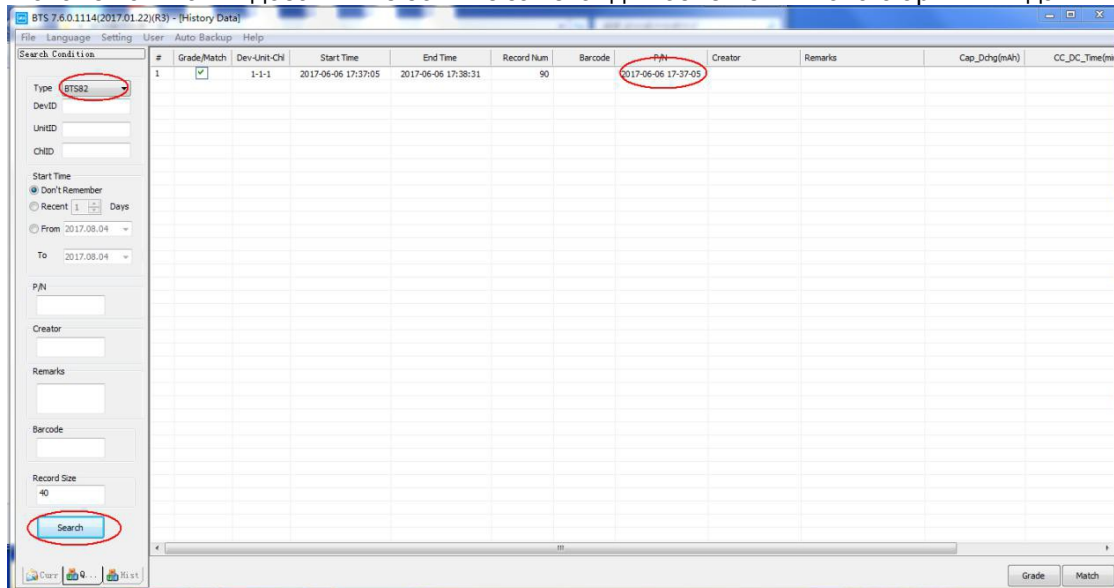 BTS 7.6.0.1114(2017.01.22)(R3) - [History Data]
File Language Setting User Auto Backup Help
Search Condition
# Grade/Match Dev-Unit-Chl Start Time End Time Record Num Barcode P/N Creator Remarks Cap_Dchg(mAh) CC_DC_Time(mi
1 1-1-1 2017-06-06 17:37:05 2017-06-06 17:38:31 90 2017-06-06 17-37-05
Type BTS82
DevID
UnitID
ChlID
Start Time
Don't Remember
Recent 1 Days
From 2017.08.04
To 2017.08.04
P/N
Creator
Remarks
Barcode
Record Size
40
Search
Curr Q... Hist
Grade Match